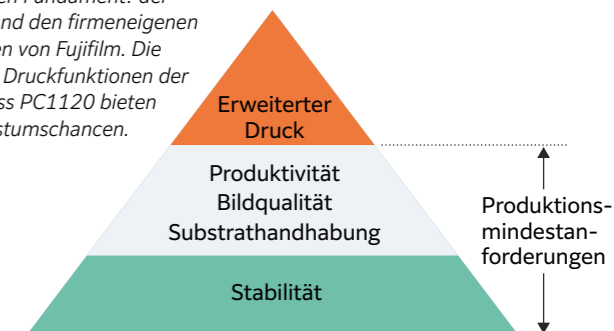 Fundament: der
und den firmeneigenen
en von Fujifilm. Die
Druckfunktionen der
ss PC1120 bieten
stumschancen.
Erweiterter
Druck
Produktivität
Bildqualität
Substrathandhabung
Stabilität
Produktions-
mindestan-
forderungen